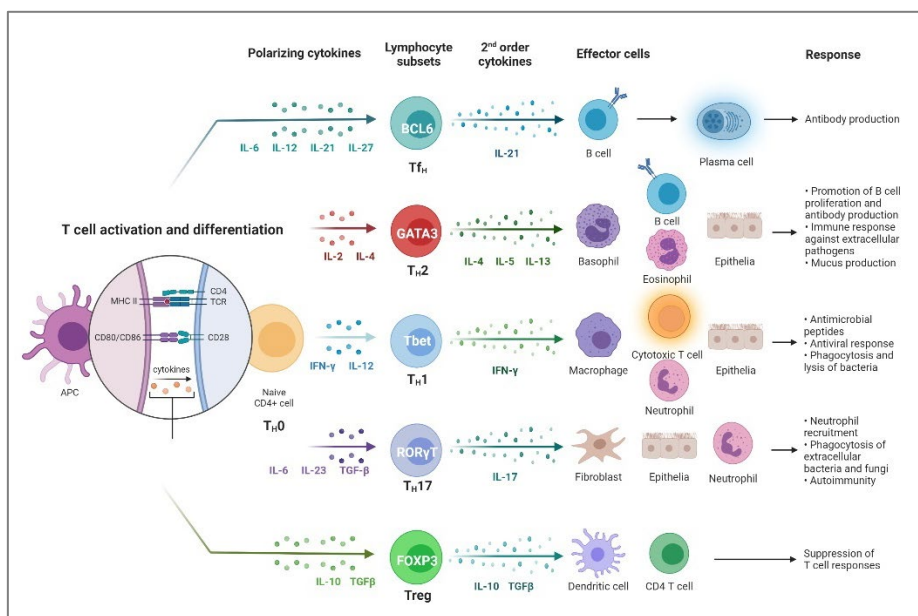 Polarizing cytokines
Lymphocyte
subsets
2nd order
cytokines
Effector cells
Response
BCL6
IL-6 IL-12 IL-21 IL-27
TfH
IL-21
B cell
Plasma cell
Antibody production
T cell activation and differentiation
GATA3
IL-2 IL-4
TH2
IL-4 IL-5 IL-13
Basophil
B cell
Eosinophil
Epithelia
• Promotion of B cell
proliferation and
antibody production
• Immune response
against extracellular
pathogens
• Mucus production
MHC II
CD4
TCR
CD80/CD86
CD28
cytokines
APC
Naive
CD4+ cell
TH0
Tbet
IFN-γ IL-12
TH1
IFN-γ
Macrophage
Cytotoxic T cell
Neutrophil
Epithelia
• Antimicrobial
peptides
• Antiviral response
• Phagocytosis and
lysis of bacteria
RORγT
IL-6 IL-23 TGF-β
TH17
IL-17
Fibroblast
Epithelia
Neutrophil
• Neutrophil
recruitment
• Phagocytosis of
extracellular
bacteria and fungi
• Autoimmunity
FOXP3
IL-10 TGFβ
Treg
IL-10 TGFβ
Dendritic cell
CD4 T cell
Suppression of
T cell responses